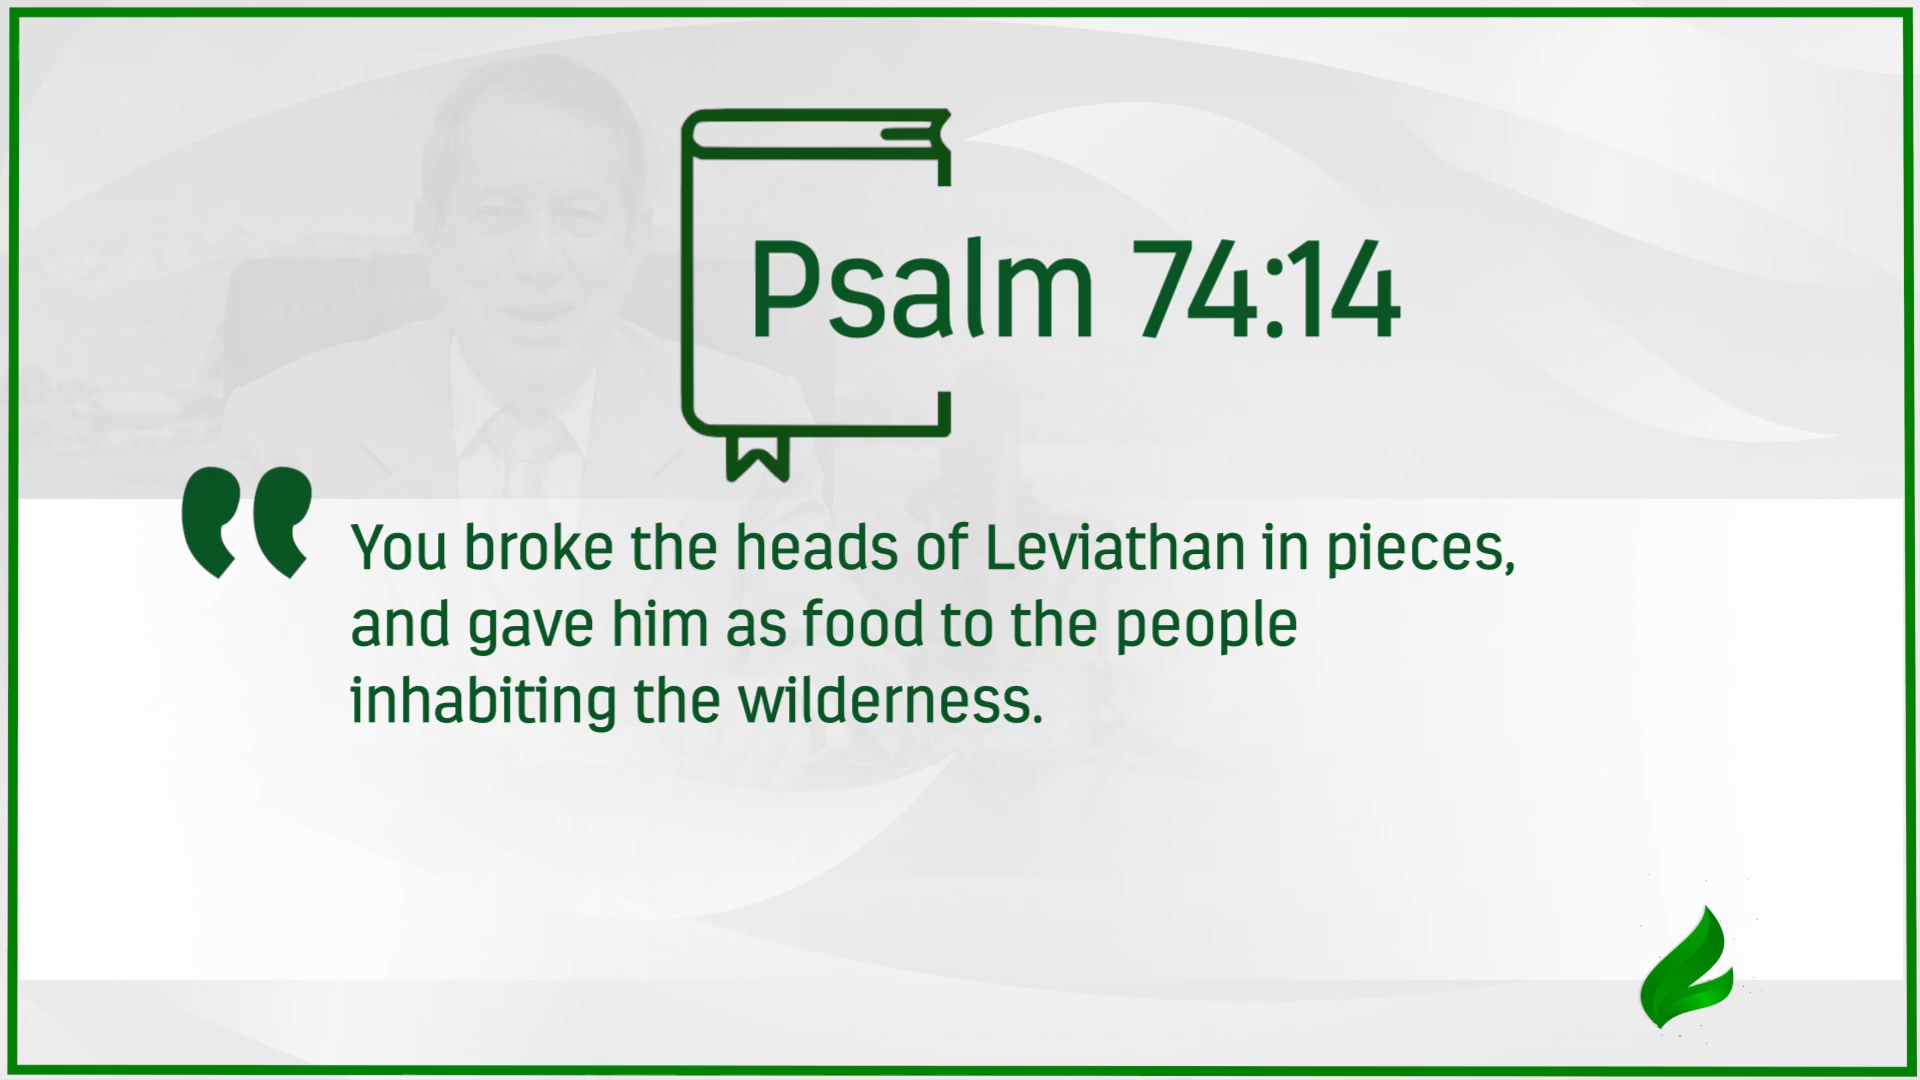 Psalm 74:14
You broke the heads of Leviathan in pieces,
and gave him as food to the people
inhabiting the wilderness.